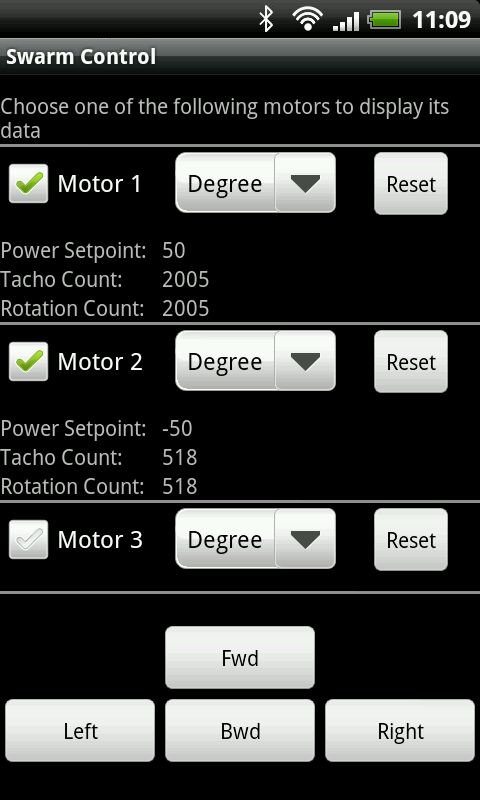 11:09
Swarm Control
Choose one of the following motors to display its
data
Motor 1 Degree Reset
Power Setpoint: 50
Tacho Count: 2005
Rotation Count: 2005
Motor 2 Degree Reset
Power Setpoint: -50
Tacho Count: 518
Rotation Count: 518
Motor 3 Degree Reset
Fwd
Left Bwd Right